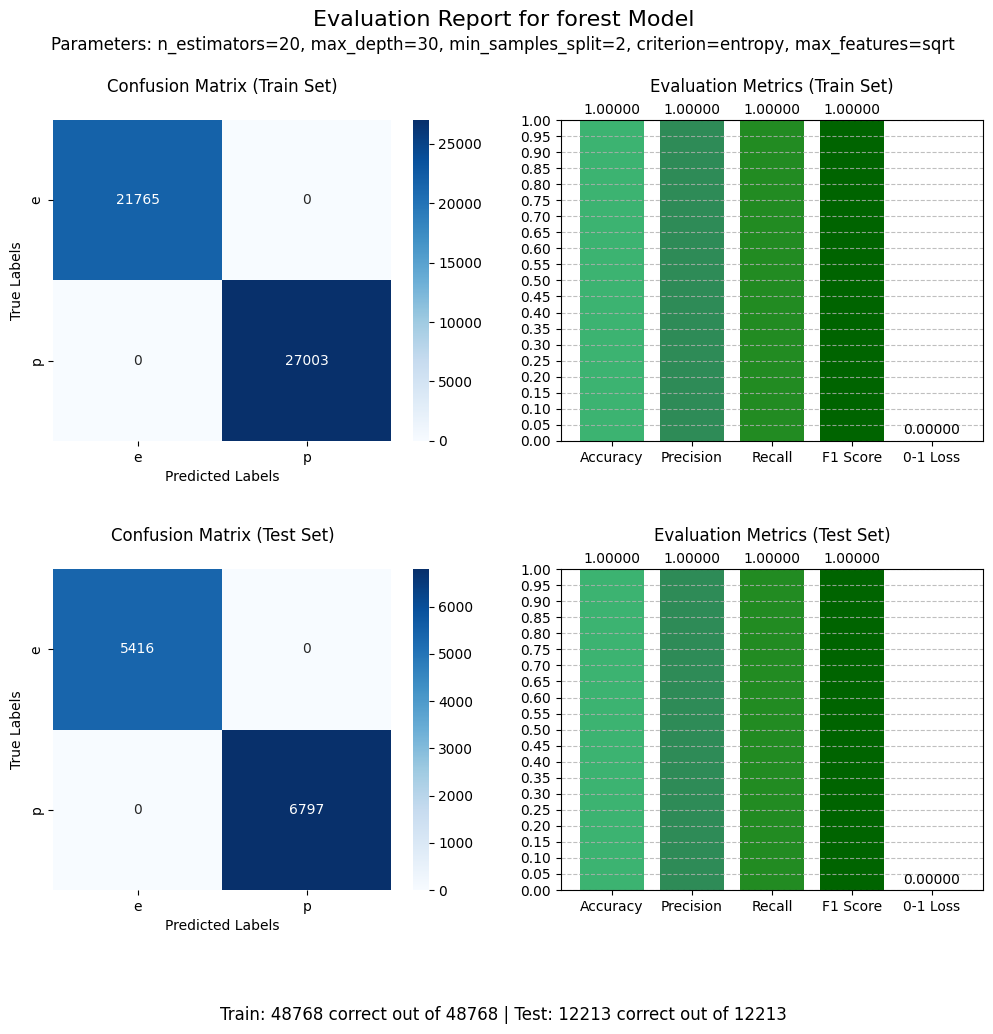 Evaluation Report for forest Model
Parameters: n_estimators=20, max_depth=30, min_samples_split=2, criterion=entropy, max_features=sqrt
Confusion Matrix (Train Set)
True Labels
e
p
21765
0
0
27003
e
p
Predicted Labels
25000
20000
15000
10000
5000
0
Evaluation Metrics (Train Set)
1.00000 1.00000 1.00000 1.00000
0.00000
1.00
0.95
0.90
0.85
0.80
0.75
0.70
0.65
0.60
0.55
0.50
0.45
0.40
0.35
0.30
0.25
0.20
0.15
0.10
0.05
0.00
Accuracy Precision Recall F1 Score 0-1 Loss
Confusion Matrix (Test Set)
True Labels
e
p
5416
0
0
6797
e
p
Predicted Labels
6000
5000
4000
3000
2000
1000
0
Evaluation Metrics (Test Set)
1.00000 1.00000 1.00000 1.00000
0.00000
1.00
0.95
0.90
0.85
0.80
0.75
0.70
0.65
0.60
0.55
0.50
0.45
0.40
0.35
0.30
0.25
0.20
0.15
0.10
0.05
0.00
Accuracy Precision Recall F1 Score 0-1 Loss
Train: 48768 correct out of 48768 | Test: 12213 correct out of 12213